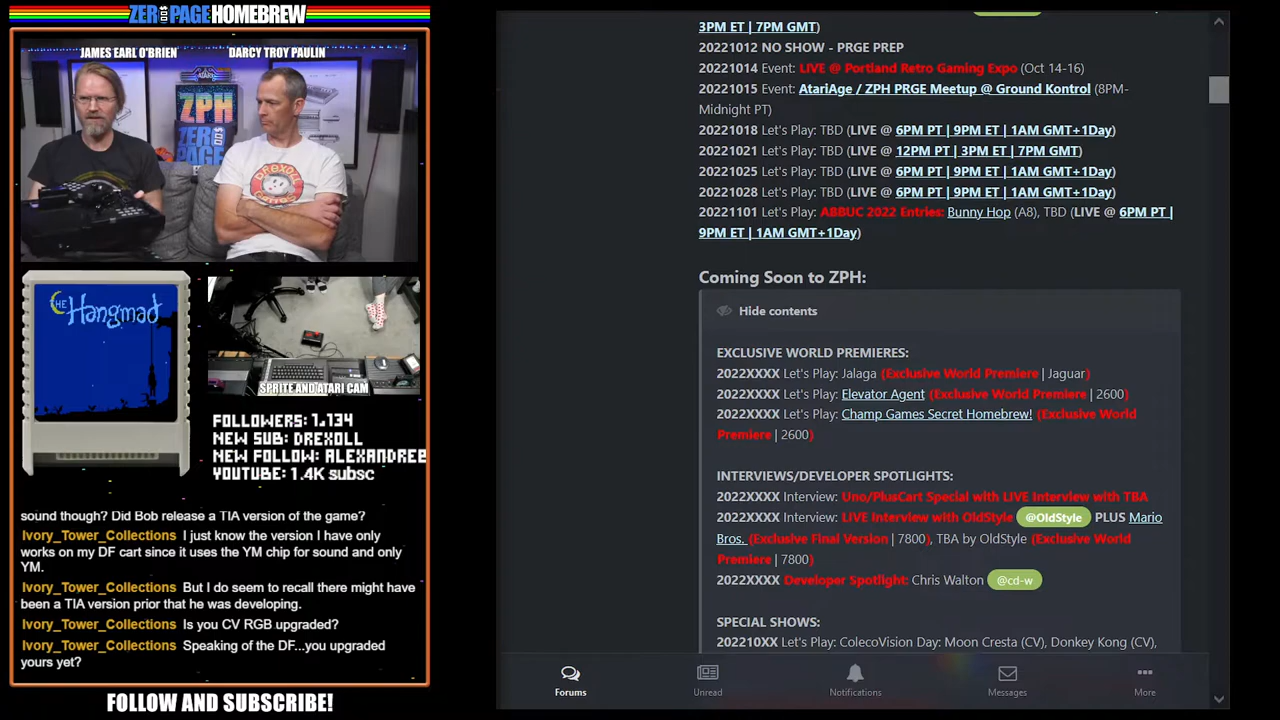 ZERO PAGE HOMEBREW
JAMES EARL O'BRIEN
DARCY TROY PAULIN
ATARI
ZPH
ZERO
PAGE
DREXOLL
THE Hangmad
SPRITE AND ATARI CAM
FOLLOWERS: 1,134
NEW SUB: DREXOLL
NEW FOLLOW: ALEXANDREB
YOUTUBE: 1.4K subsc
sound though? Did Bob release a TIA version of the game?
Ivory_Tower_Collections I just know the version I have only
works on my DF cart since it uses the YM chip for sound and only
YM.
Ivory_Tower_Collections But I do seem to recall there might have
been a TIA version prior that he was developing.
Ivory_Tower_Collections Is you CV RGB upgraded?
Ivory_Tower_Collections Speaking of the DF...you upgraded
yours yet?
FOLLOW AND SUBSCRIBE!
3PM ET | 7PM GMT)
20221012 NO SHOW - PRGE PREP
20221014 Event: LIVE @ Portland Retro Gaming Expo (Oct 14-16)
20221015 Event: AtariAge / ZPH PRGE Meetup @ Ground Kontrol (8PM-
Midnight PT)
20221018 Let's Play: TBD (LIVE @ 6PM PT | 9PM ET | 1AM GMT+1Day)
20221021 Let's Play: TBD (LIVE @ 12PM PT | 3PM ET | 7PM GMT)
20221025 Let's Play: TBD (LIVE @ 6PM PT | 9PM ET | 1AM GMT+1Day)
20221028 Let's Play: TBD (LIVE @ 6PM PT | 9PM ET | 1AM GMT+1Day)
20221101 Let's Play: ABBUC 2022 Entries: Bunny Hop (A8), TBD (LIVE @ 6PM PT |
9PM ET | 1AM GMT+1Day)
Coming Soon to ZPH:
Hide contents
EXCLUSIVE WORLD PREMIERES:
2022XXXX Let's Play: Jalaga (Exclusive World Premiere | Jaguar)
2022XXXX Let's Play: Elevator Agent (Exclusive World Premiere | 2600)
2022XXXX Let's Play: Champ Games Secret Homebrew! (Exclusive World
Premiere | 2600)
INTERVIEWS/DEVELOPER SPOTLIGHTS:
2022XXXX Interview: Uno/PlusCart Special with LIVE Interview with TBA
2022XXXX Interview: LIVE Interview with OldStyle @OldStyle PLUS Mario
Bros. (Exclusive Final Version | 7800), TBA by OldStyle (Exclusive World
Premiere | 7800)
2022XXXX Developer Spotlight: Chris Walton @cd-w
SPECIAL SHOWS:
202210XX Let's Play: ColecoVision Day: Moon Cresta (CV), Donkey Kong (CV),
Forums
Unread
Notifications
Messages
More